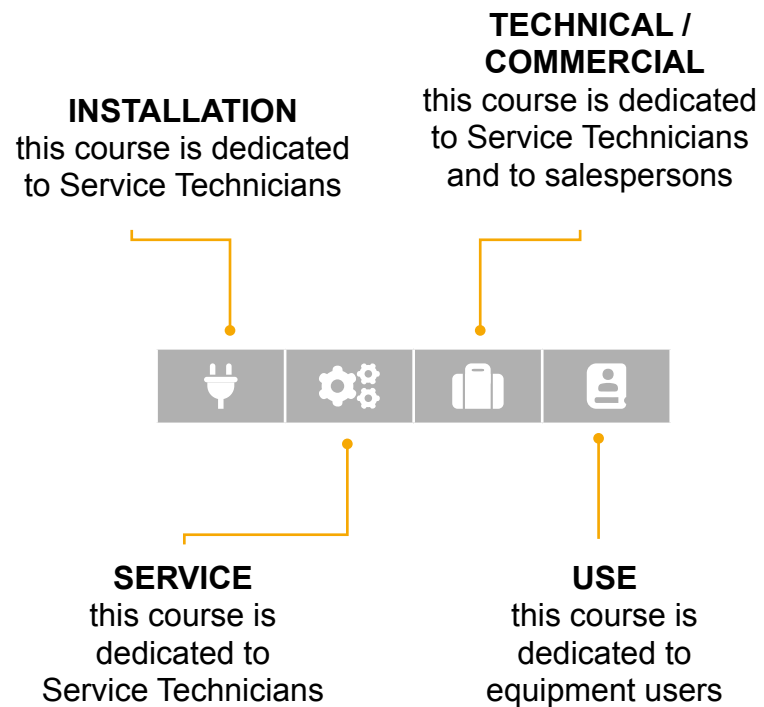 INSTALLATION
this course is dedicated
to Service Technicians
TECHNICAL /
COMMERCIAL
this course is dedicated
to Service Technicians
and to salespersons
SERVICE
this course is
dedicated to
Service Technicians
USE
this course is
dedicated to
equipment users